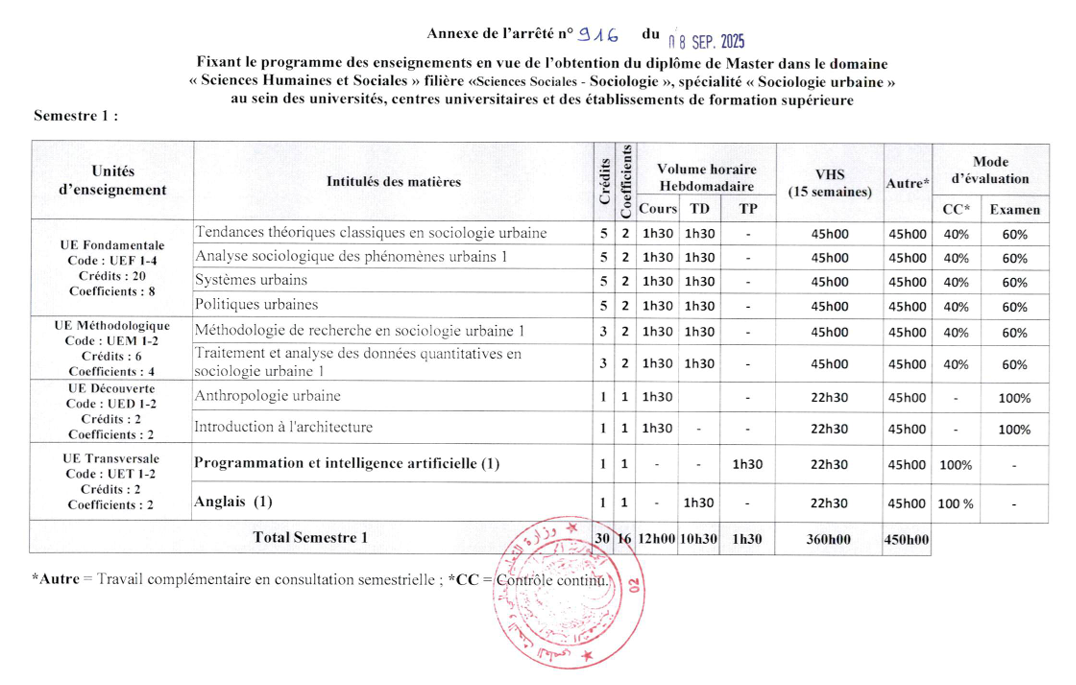 Annexe de l'arrêté n° 916 du 08 SEP. 2025
Fixant le programme des enseignements en vue de l'obtention du diplôme de Master dans le domaine
« Sciences Humaines et Sociales » filière «Sciences Sociales - Sociologie », spécialité « Sociologie urbaine »
au sein des universités, centres universitaires et des établissements de formation supérieure
Semestre 1 :
Unités d'enseignement | Intitulés des matières | Crédits | Coefficients | Volume horaire Hebdomadaire | VHS (15 semaines) | Autre* | Mode d'évaluation
Cours | TD | TP | CC* | Examen
UE Fondamentale
Code : UEF 1-4
Crédits : 20
Coefficients : 8
Tendances théoriques classiques en sociologie urbaine 5 2 1h30 1h30 - 45h00 45h00 40% 60%
Analyse sociologique des phénomènes urbains 1 5 2 1h30 1h30 - 45h00 45h00 40% 60%
Systèmes urbains 5 2 1h30 1h30 - 45h00 45h00 40% 60%
Politiques urbaines 5 2 1h30 1h30 - 45h00 45h00 40% 60%
UE Méthodologique
Code : UEM 1-2
Crédits : 6
Coefficients : 4
Méthodologie de recherche en sociologie urbaine 1 3 2 1h30 1h30 - 45h00 45h00 40% 60%
Traitement et analyse des données quantitatives en
sociologie urbaine 1 3 2 1h30 1h30 - 45h00 45h00 40% 60%
UE Découverte
Code : UED 1-2
Crédits : 2
Coefficients : 2
Anthropologie urbaine 1 1 1h30 - 22h30 45h00 - 100%
Introduction à l'architecture 1 1 1h30 - - 22h30 45h00 - 100%
UE Transversale
Code : UET 1-2
Crédits : 2
Coefficients : 2
Programmation et intelligence artificielle (1) 1 1 - - 1h30 22h30 45h00 100% -
Anglais (1) 1 1 - 1h30 - 22h30 45h00 100 % -
Total Semestre 1 30 16 12h00 10h30 1h30 360h00 450h00
*Autre = Travail complémentaire en consultation semestrielle ; *CC = Contrôle continu.
02